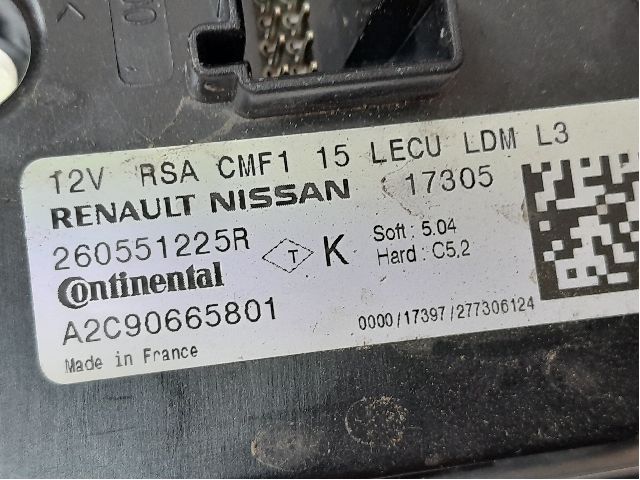 12V RSA CMF1 15 LECU LDM L3
RENAULT NISSAN 17305
260551225R T K Soft : 5.04
Hard : C5,2
Continental
A2C90665801 0000/17397/277306124
Made in France